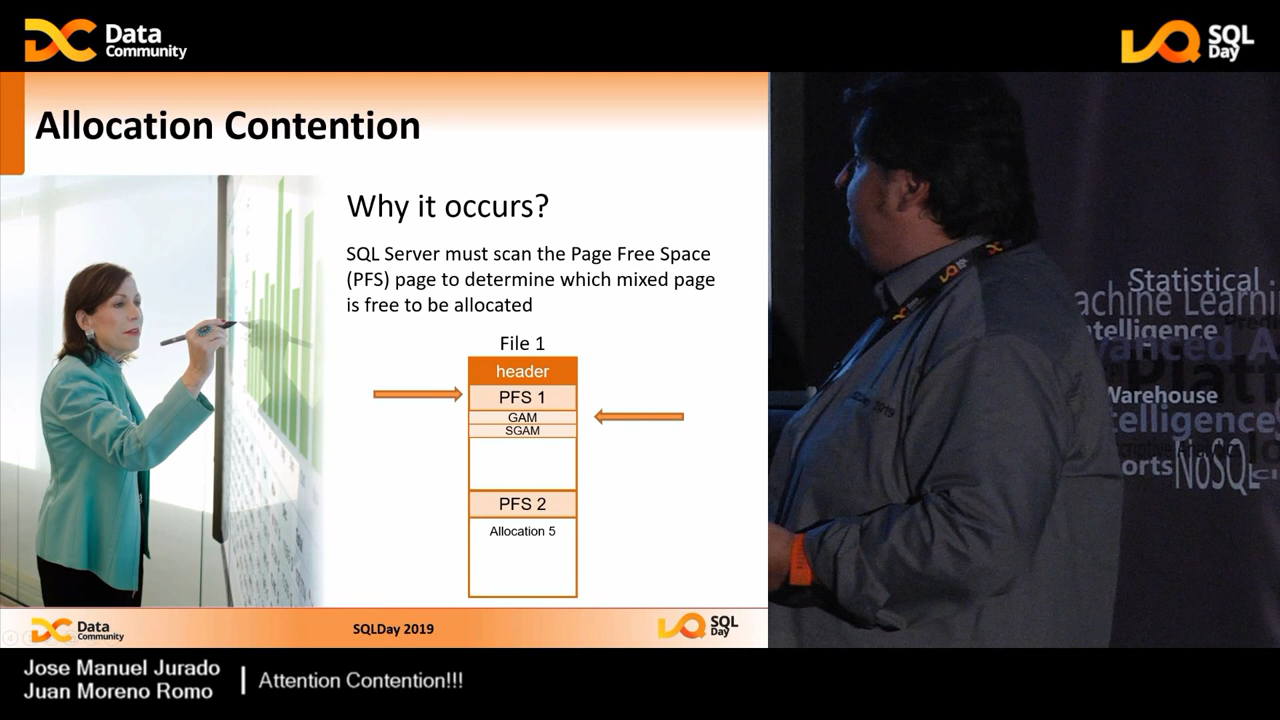 Data
Community
SQL
Day
Allocation Contention
Why it occurs?
SQL Server must scan the Page Free Space
(PFS) page to determine which mixed page
is free to be allocated
File 1
header
PFS 1
GAM
SGAM
PFS 2
Allocation 5
Data
Community
SQLDay 2019
SQL
Day
Statistical
achine Learni
telligence
Warehouse
telligence
orts NoSQL
Jose Manuel Jurado
Juan Moreno Romo
Attention Contention!!!